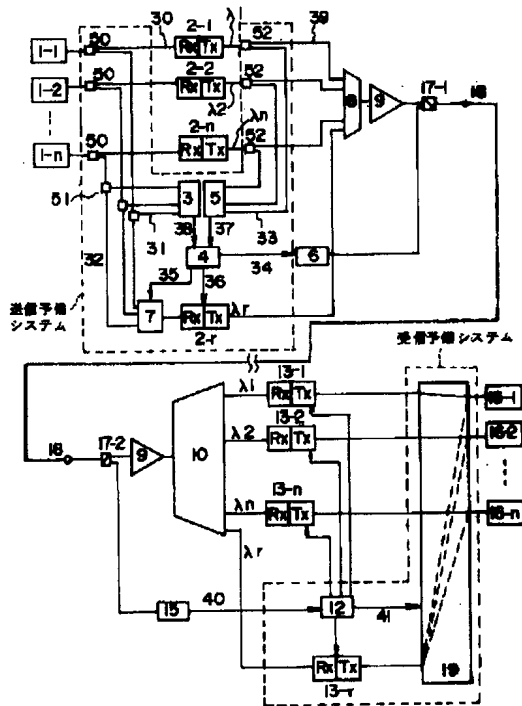 50 30 2-1 λ1 52 39
1-1 Rx Tx
50 2-2 52
1-2 Rx Tx λ2 8 9 17-1 18
50 2-n λn 52
1-n Rx Tx
51 3 5
38 37 33
31 4 34 6
32 35 36
送信予備
システム
7 Rx Tx λr
2-r
受信予備システム
λ1 13-1
Rx Tx 16-1
13-2
18 17-2 9 10 λ2 Rx Tx 16-2
13-n
λn Rx Tx 16-n
λr
15 40 12 41
Rx Tx 19
13-r